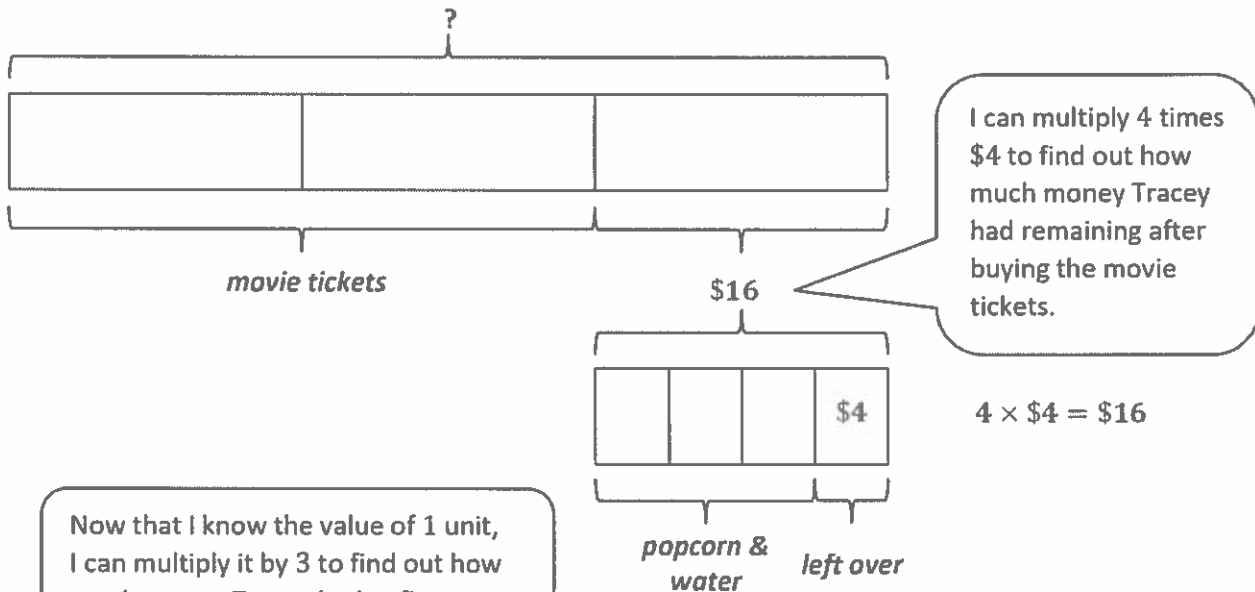 ?
I can multiply 4 times
$4 to find out how
much money Tracey
had remaining after
buying the movie
tickets.
movie tickets
$16
$4
4 × $4 = $16
popcorn &
water
left over
Now that I know the value of 1 unit,
I can multiply it by 3 to find out how